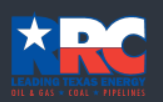 RRC
LEADING TEXAS ENERGY
OIL & GAS • COAL • PIPELINES